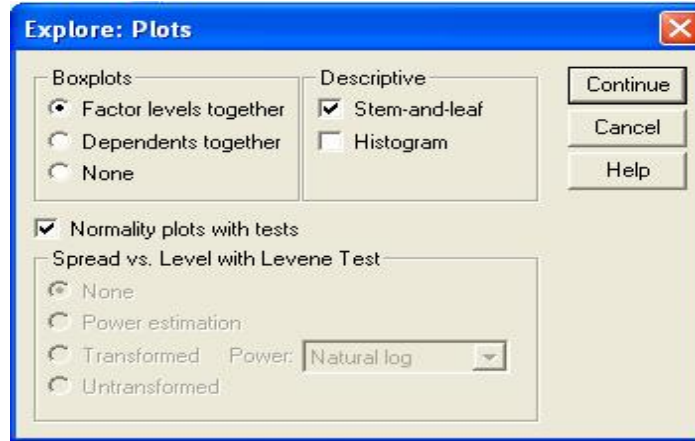 Explore: Plots
Boxplots
Factor levels together
Dependents together
None
Descriptive
Stem-and-leaf
Histogram
Continue
Cancel
Help
Normality plots with tests
Spread vs. Level with Levene Test
None
Power estimation
Transformed Power: Natural log
Untransformed